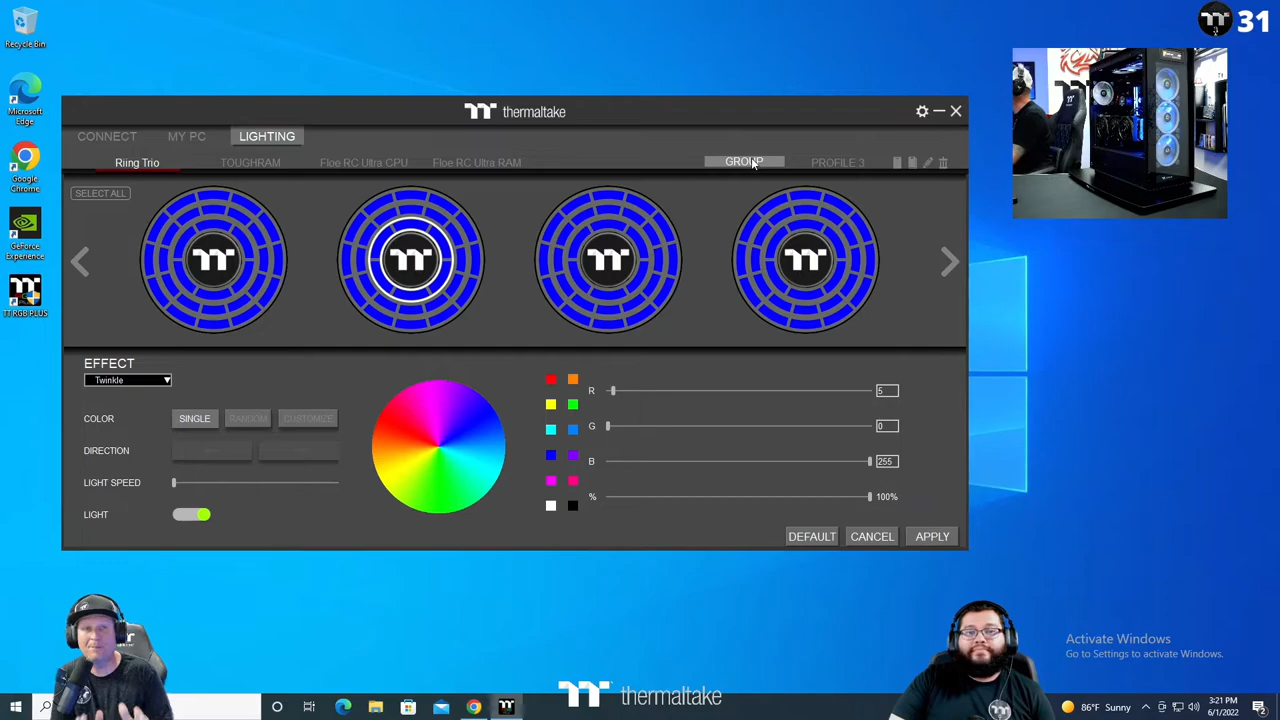 31
Recycle Bin
Microsoft
Edge
Google
Chrome
GeForce
Experience
TT RGB PLUS
thermaltake
CONNECT
MY PC
LIGHTING
Riing Trio
TOUGHRAM
Floe RC Ultra CPU
Floe RC Ultra RAM
GROUP
PROFILE 3
SELECT ALL
EFFECT
Twinkle
COLOR
SINGLE
RANDOM
CUSTOMIZE
DIRECTION
LIGHT SPEED
LIGHT
R
5
G
0
B
255
%
100%
DEFAULT
CANCEL
APPLY
Activate Windows
Go to Settings to activate Windows.
thermaltake
86°F Sunny
3:21 PM
6/1/2022
2